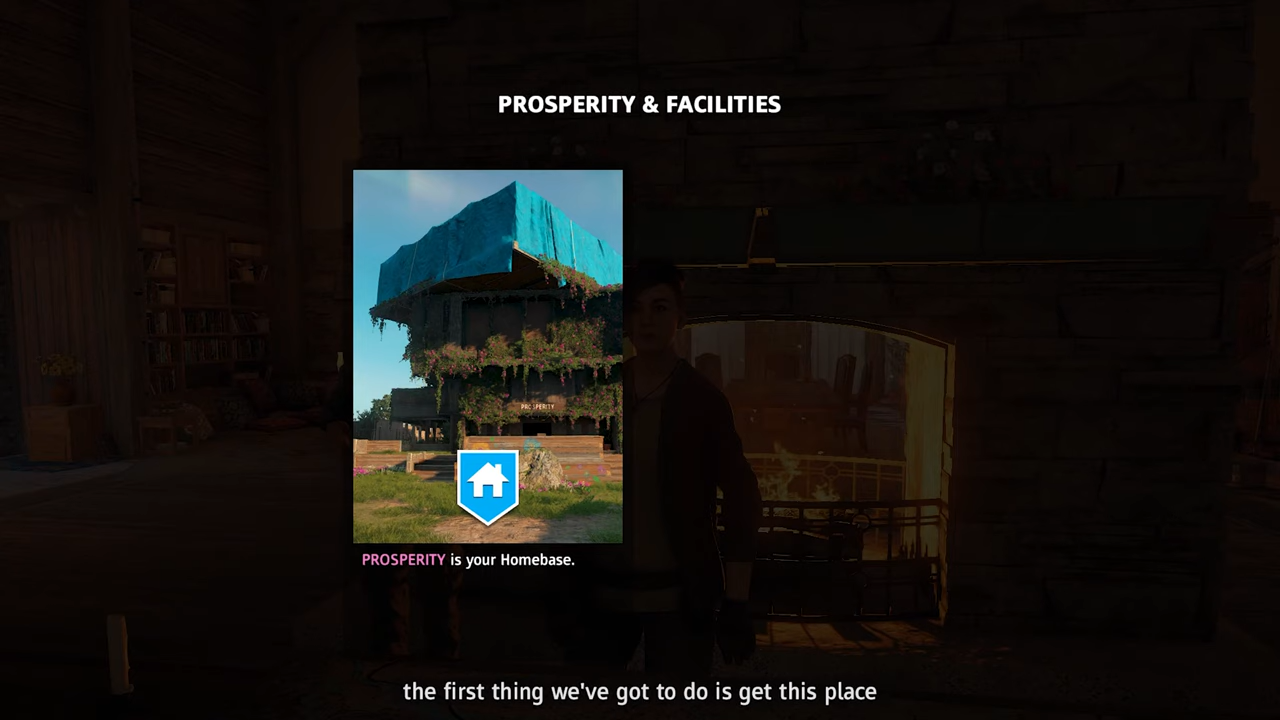 PROSPERITY & FACILITIES
PROSPERITY
PROSPERITY is your Homebase.
the first thing we've got to do is get this place